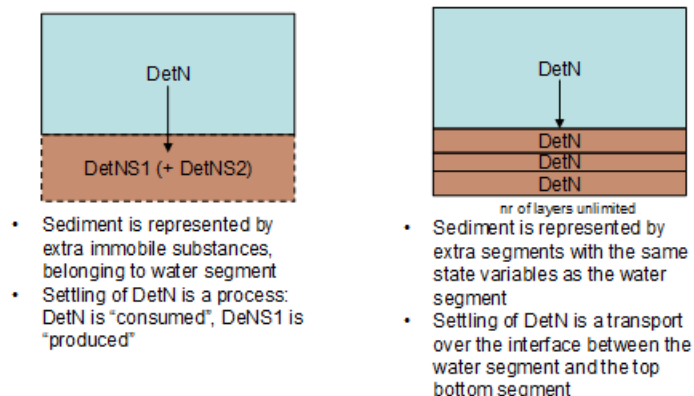 DetN
DetNS1 (+ DetNS2)
• Sediment is represented by
extra immobile substances,
belonging to water segment
• Settling of DetN is a process:
DetN is “consumed”, DeNS1 is
“produced”
DetN
DetN
DetN
DetN
nr of layers unlimited
• Sediment is represented by
extra segments with the same
state variables as the water
segment
• Settling of DetN is a transport
over the interface between the
water segment and the top
bottom segment